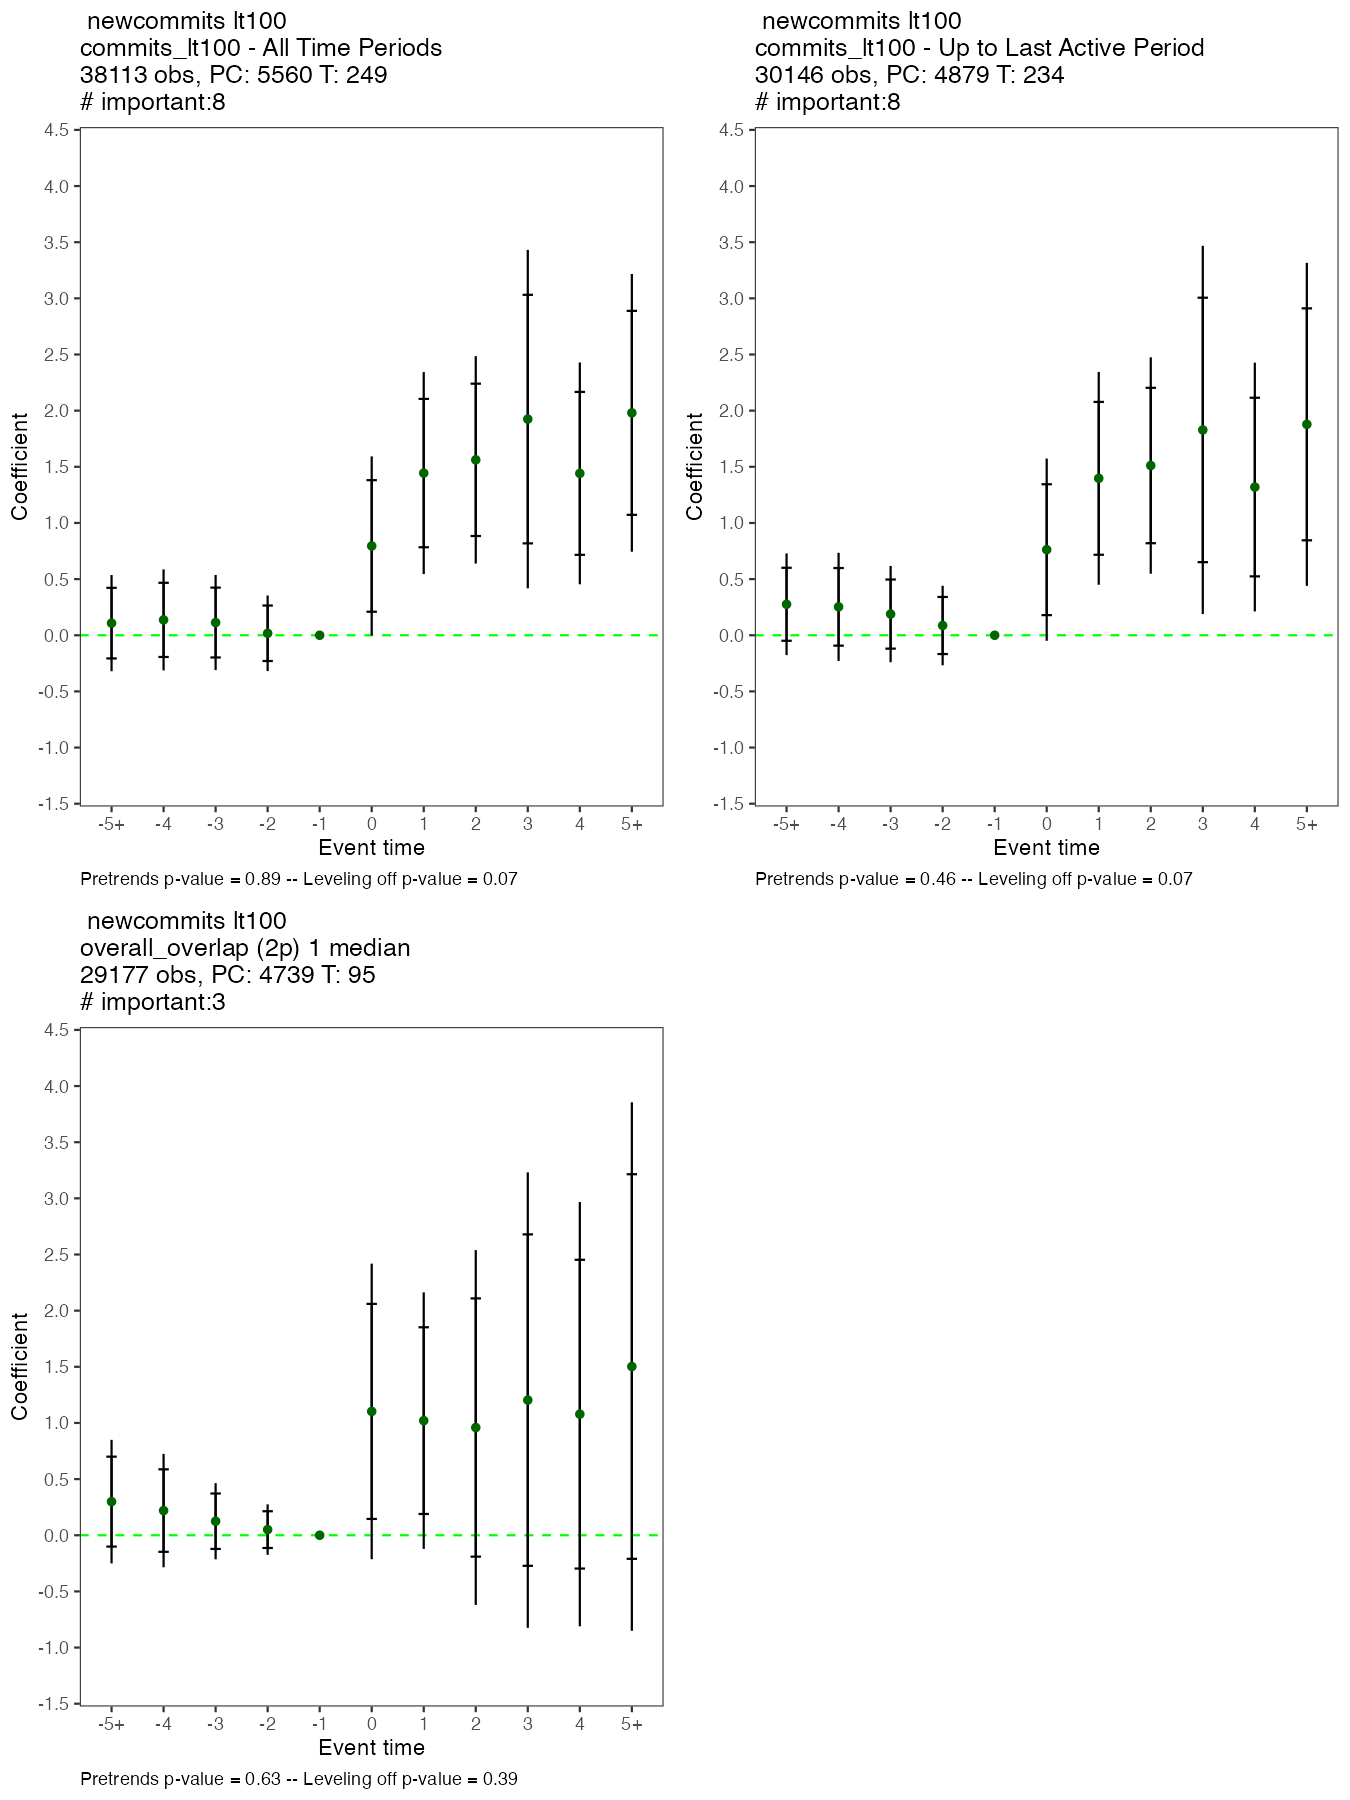 newcommits lt100
commits_lt100 - All Time Periods
38113 obs, PC: 5560 T: 249
# important:8
4.5
4.0
3.5
3.0
2.5
2.0
1.5
1.0
0.5
0.0
-0.5
-1.0
-1.5
Coefficient
-5+ -4 -3 -2 -1 0 1 2 3 4 5+
Event time
Pretrends p-value = 0.89 -- Leveling off p-value = 0.07
newcommits lt100
commits_lt100 - Up to Last Active Period
30146 obs, PC: 4879 T: 234
# important:8
4.5
4.0
3.5
3.0
2.5
2.0
1.5
1.0
0.5
0.0
-0.5
-1.0
-1.5
Coefficient
-5+ -4 -3 -2 -1 0 1 2 3 4 5+
Event time
Pretrends p-value = 0.46 -- Leveling off p-value = 0.07
newcommits lt100
overall_overlap (2p) 1 median
29177 obs, PC: 4739 T: 95
# important:3
4.5
4.0
3.5
3.0
2.5
2.0
1.5
1.0
0.5
0.0
-0.5
-1.0
-1.5
Coefficient
-5+ -4 -3 -2 -1 0 1 2 3 4 5+
Event time
Pretrends p-value = 0.63 -- Leveling off p-value = 0.39